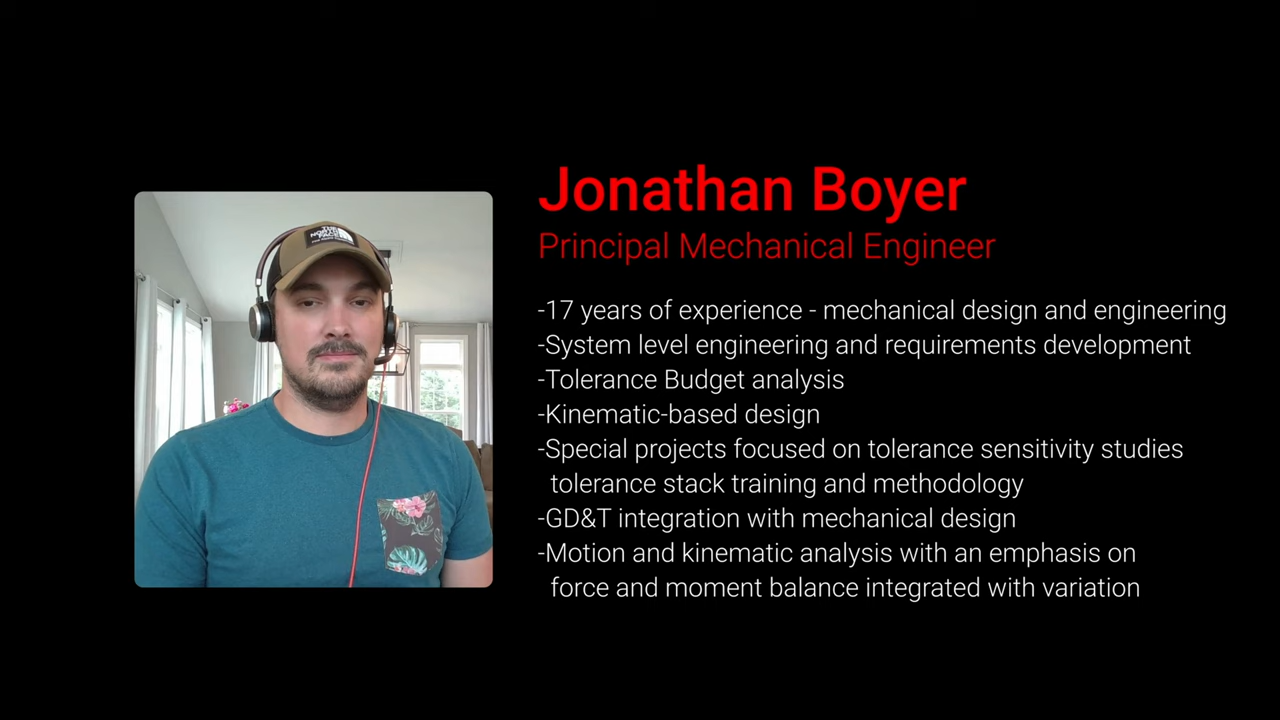 THE
NORTH
FACE
Jonathan Boyer
Principal Mechanical Engineer
-17 years of experience - mechanical design and engineering
-System level engineering and requirements development
-Tolerance Budget analysis
-Kinematic-based design
-Special projects focused on tolerance sensitivity studies
tolerance stack training and methodology
-GD&T integration with mechanical design
-Motion and kinematic analysis with an emphasis on
force and moment balance integrated with variation